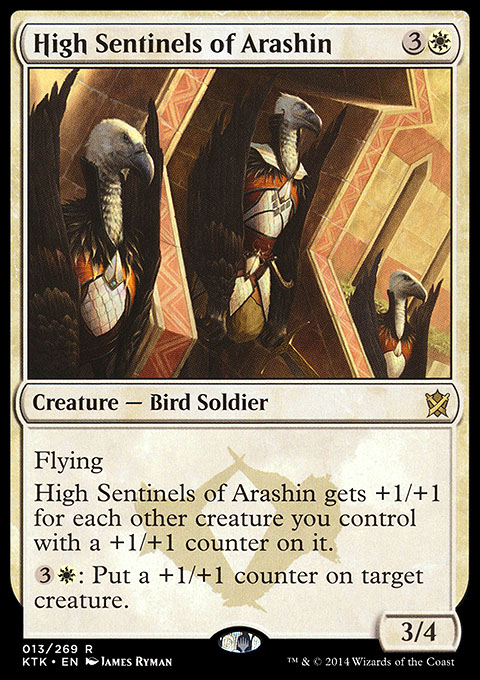 High Sentinels of Arashin 3
Creature — Bird Soldier
Flying
High Sentinels of Arashin gets +1/+1
for each other creature you control
with a +1/+1 counter on it.
3: Put a +1/+1 counter on target
creature.
3/4
013/269 R
KTK • EN JAMES RYMAN
™ & © 2014 Wizards of the Coast